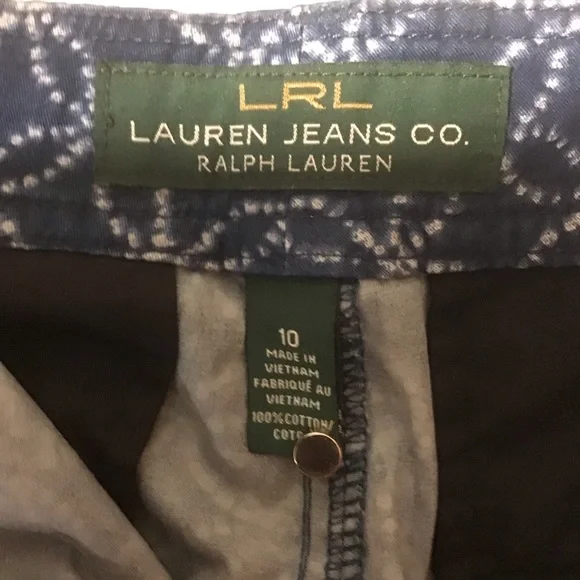 LRL
LAUREN JEANS CO.
RALPH LAUREN
10
MADE IN
VIETNAM
FABRIQUÉ AU
VIETNAM
100% COTTON/